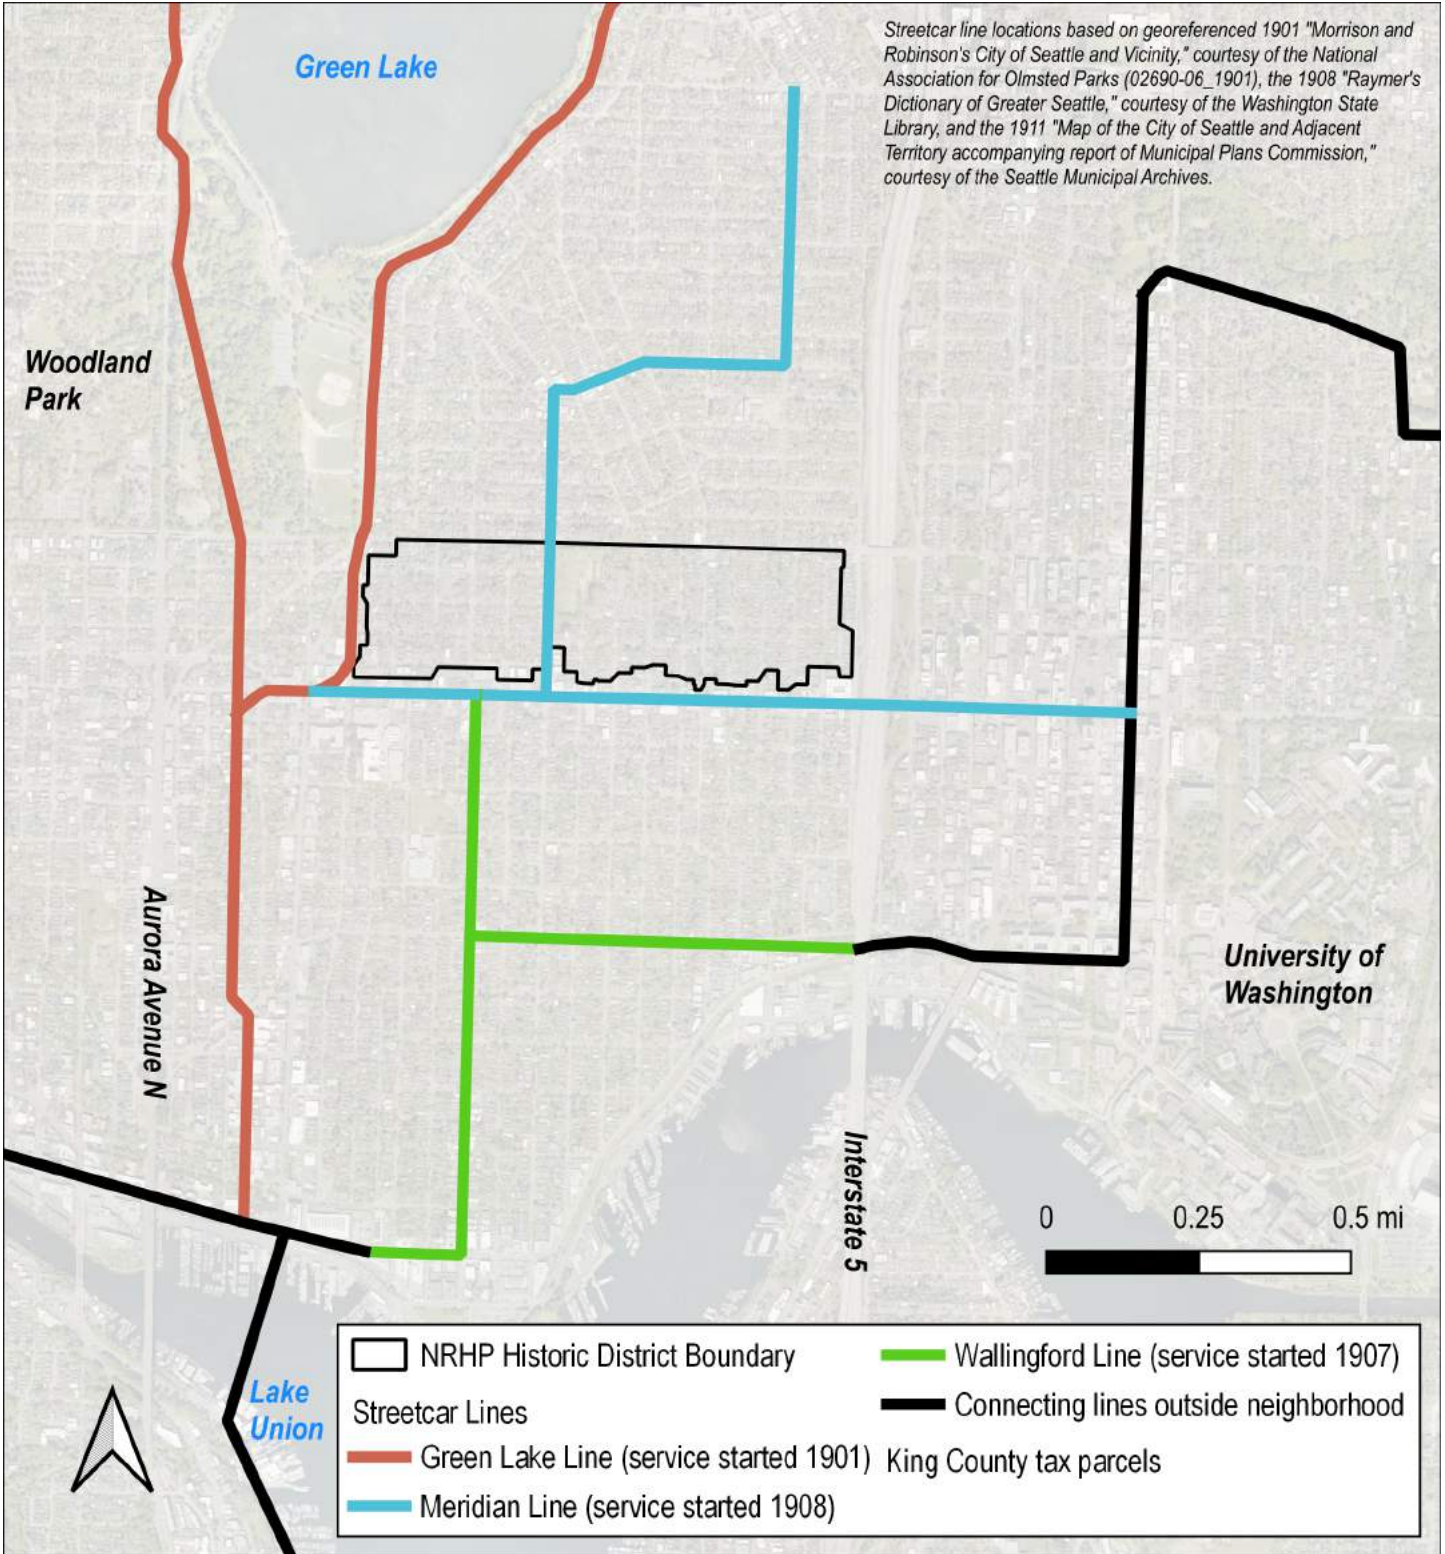 Streetcar line locations based on georeferenced 1901 "Morrison and
Robinson's City of Seattle and Vicinity," courtesy of the National
Association for Olmsted Parks (02690-06_1901), the 1908 "Raymer's
Dictionary of Greater Seattle," courtesy of the Washington State
Library, and the 1911 "Map of the City of Seattle and Adjacent
Territory accompanying report of Municipal Plans Commission,"
courtesy of the Seattle Municipal Archives.
Green Lake
Woodland
Park
Aurora Avenue N
University of
Washington
Interstate 5
0 0.25 0.5 mi
Lake
Union
NRHP Historic District Boundary
Streetcar Lines
Green Lake Line (service started 1901)
Meridian Line (service started 1908)
Wallingford Line (service started 1907)
Connecting lines outside neighborhood
King County tax parcels